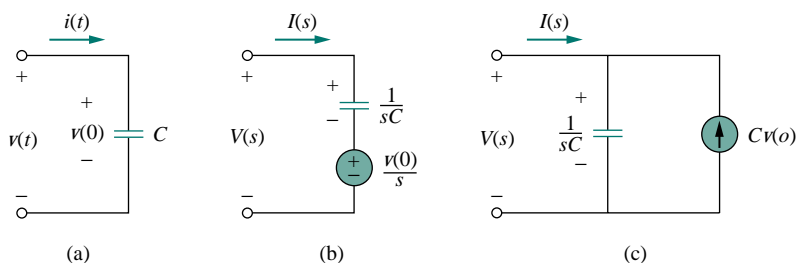 i(t)
+
v(t)
−
+
v(0)
−
C
(a)
I(s)
+
V(s)
−
+
−
1/sC
+
−
v(0)/s
(b)
I(s)
+
V(s)
−
1/sC
+
−
Cv(o)
(c)